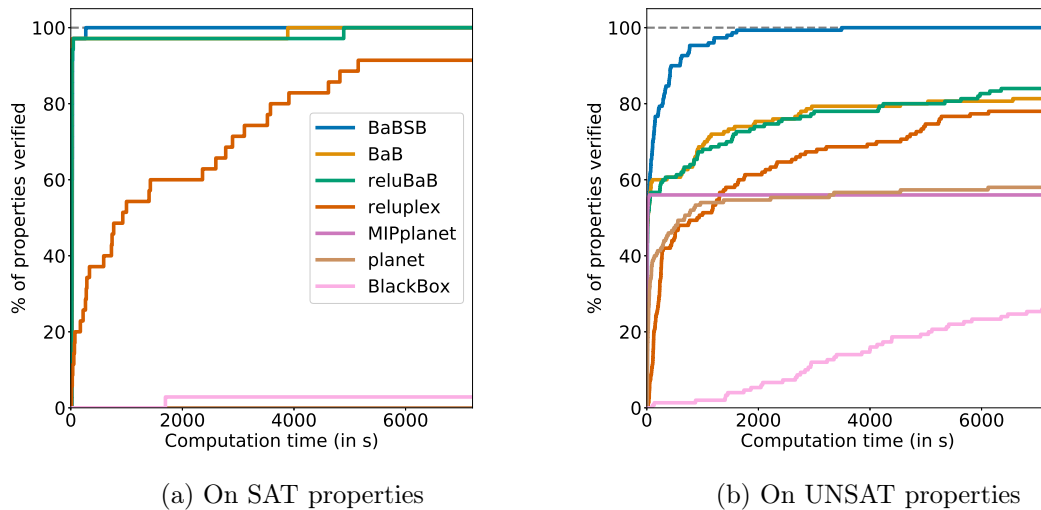 100
80
60
40
20
0
% of properties verified
0 2000 4000 6000
Computation time (in s)
BaBSB
BaB
reluBaB
reluplex
MIPplanet
planet
BlackBox
(a) On SAT properties
100
80
60
40
20
0
% of properties verified
0 2000 4000 6000
Computation time (in s)
(b) On UNSAT properties